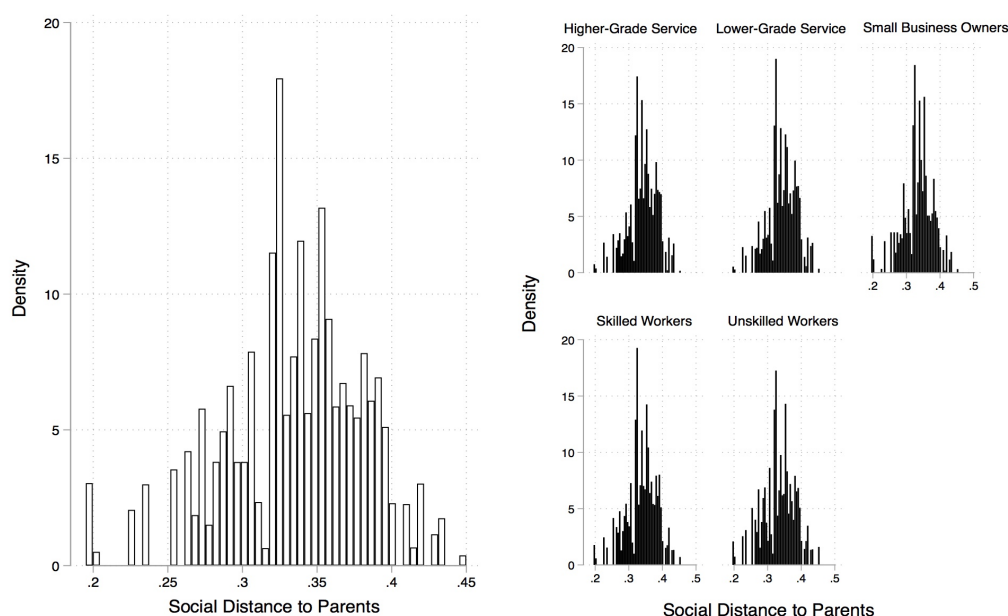 20
15
10
5
0
Density
.2 .25 .3 .35 .4 .45
Social Distance to Parents
Higher-Grade Service Lower-Grade Service Small Business Owners
20
15
10
5
0
.2 .3 .4 .5
Density
Skilled Workers Unskilled Workers
20
15
10
5
0
.2 .3 .4 .5 .2 .3 .4 .5
Social Distance to Parents